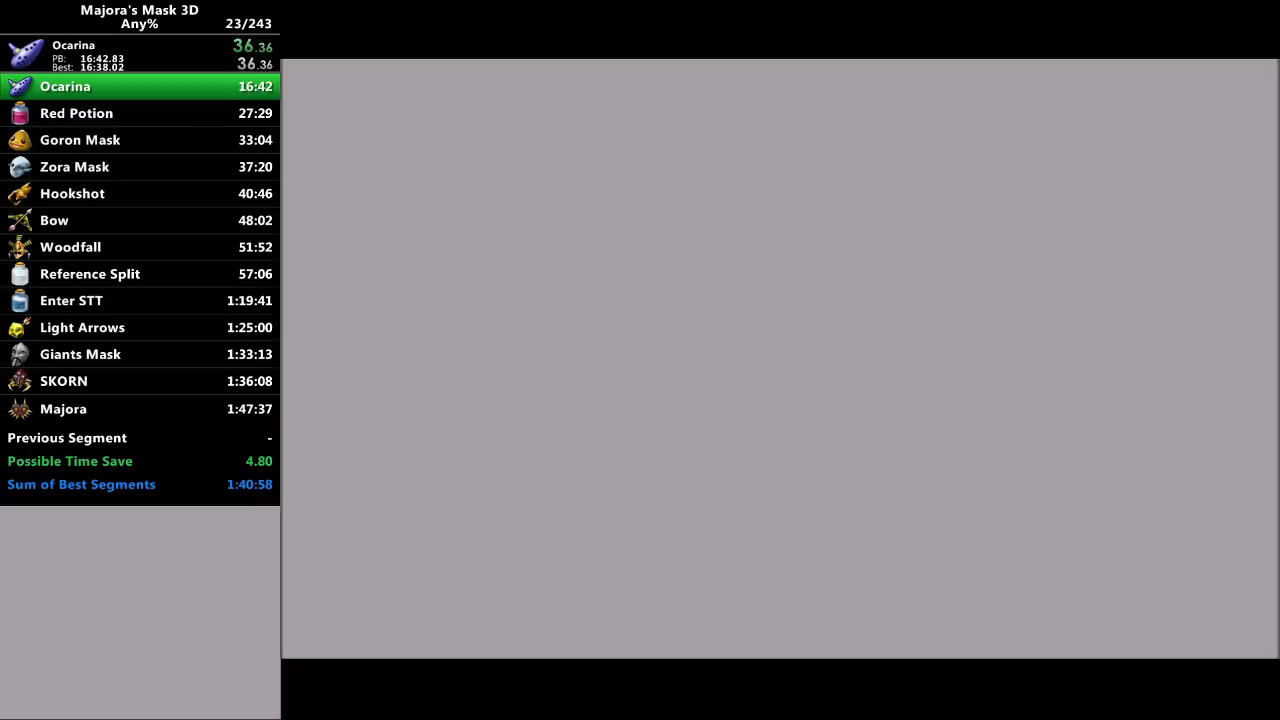 Majora's Mask 3D
Any% 23/243
Ocarina 36.36
PB: 16:42.83
Best: 16:38.02 36.36
Ocarina 16:42
Red Potion 27:29
Goron Mask 33:04
Zora Mask 37:20
Hookshot 40:46
Bow 48:02
Woodfall 51:52
Reference Split 57:06
Enter STT 1:19:41
Light Arrows 1:25:00
Giants Mask 1:33:13
SKORN 1:36:08
Majora 1:47:37
Previous Segment -
Possible Time Save 4.80
Sum of Best Segments 1:40:58